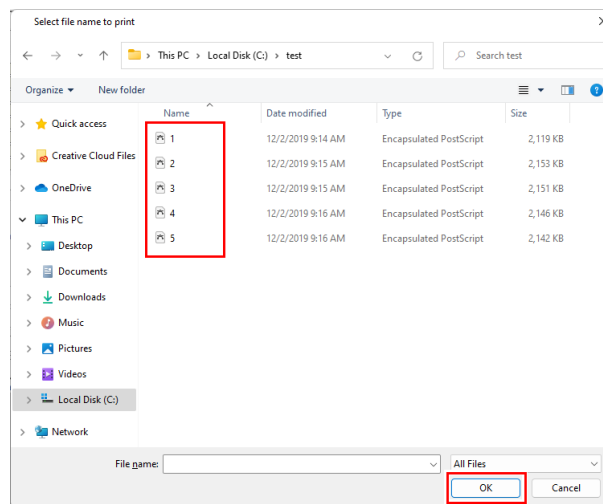 Select file name to print
This PC > Local Disk (C:) > test
Search test
Organize New folder
Name Date modified Type Size
Quick access
Creative Cloud Files
OneDrive
This PC
Desktop
Documents
Downloads
Music
Pictures
Videos
Local Disk (C:)
Network
1 12/2/2019 9:14 AM Encapsulated PostScript 2,119 KB
2 12/2/2019 9:15 AM Encapsulated PostScript 2,153 KB
3 12/2/2019 9:15 AM Encapsulated PostScript 2,151 KB
4 12/2/2019 9:16 AM Encapsulated PostScript 2,146 KB
5 12/2/2019 9:16 AM Encapsulated PostScript 2,142 KB
File name: All Files
OK Cancel